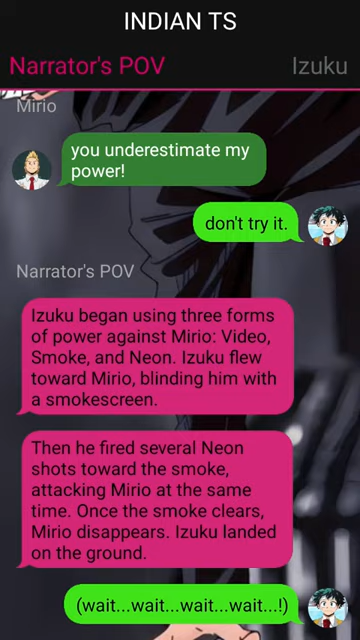 INDIAN TS
Narrator's POV Izuku
Mirio
you underestimate my
power!
don't try it.
Narrator's POV
Izuku began using three forms
of power against Mirio: Video,
Smoke, and Neon. Izuku flew
toward Mirio, blinding him with
a smokescreen.
Then he fired several Neon
shots toward the smoke,
attacking Mirio at the same
time. Once the smoke clears,
Mirio disappears. Izuku landed
on the ground.
(wait...wait...wait...wait...!)